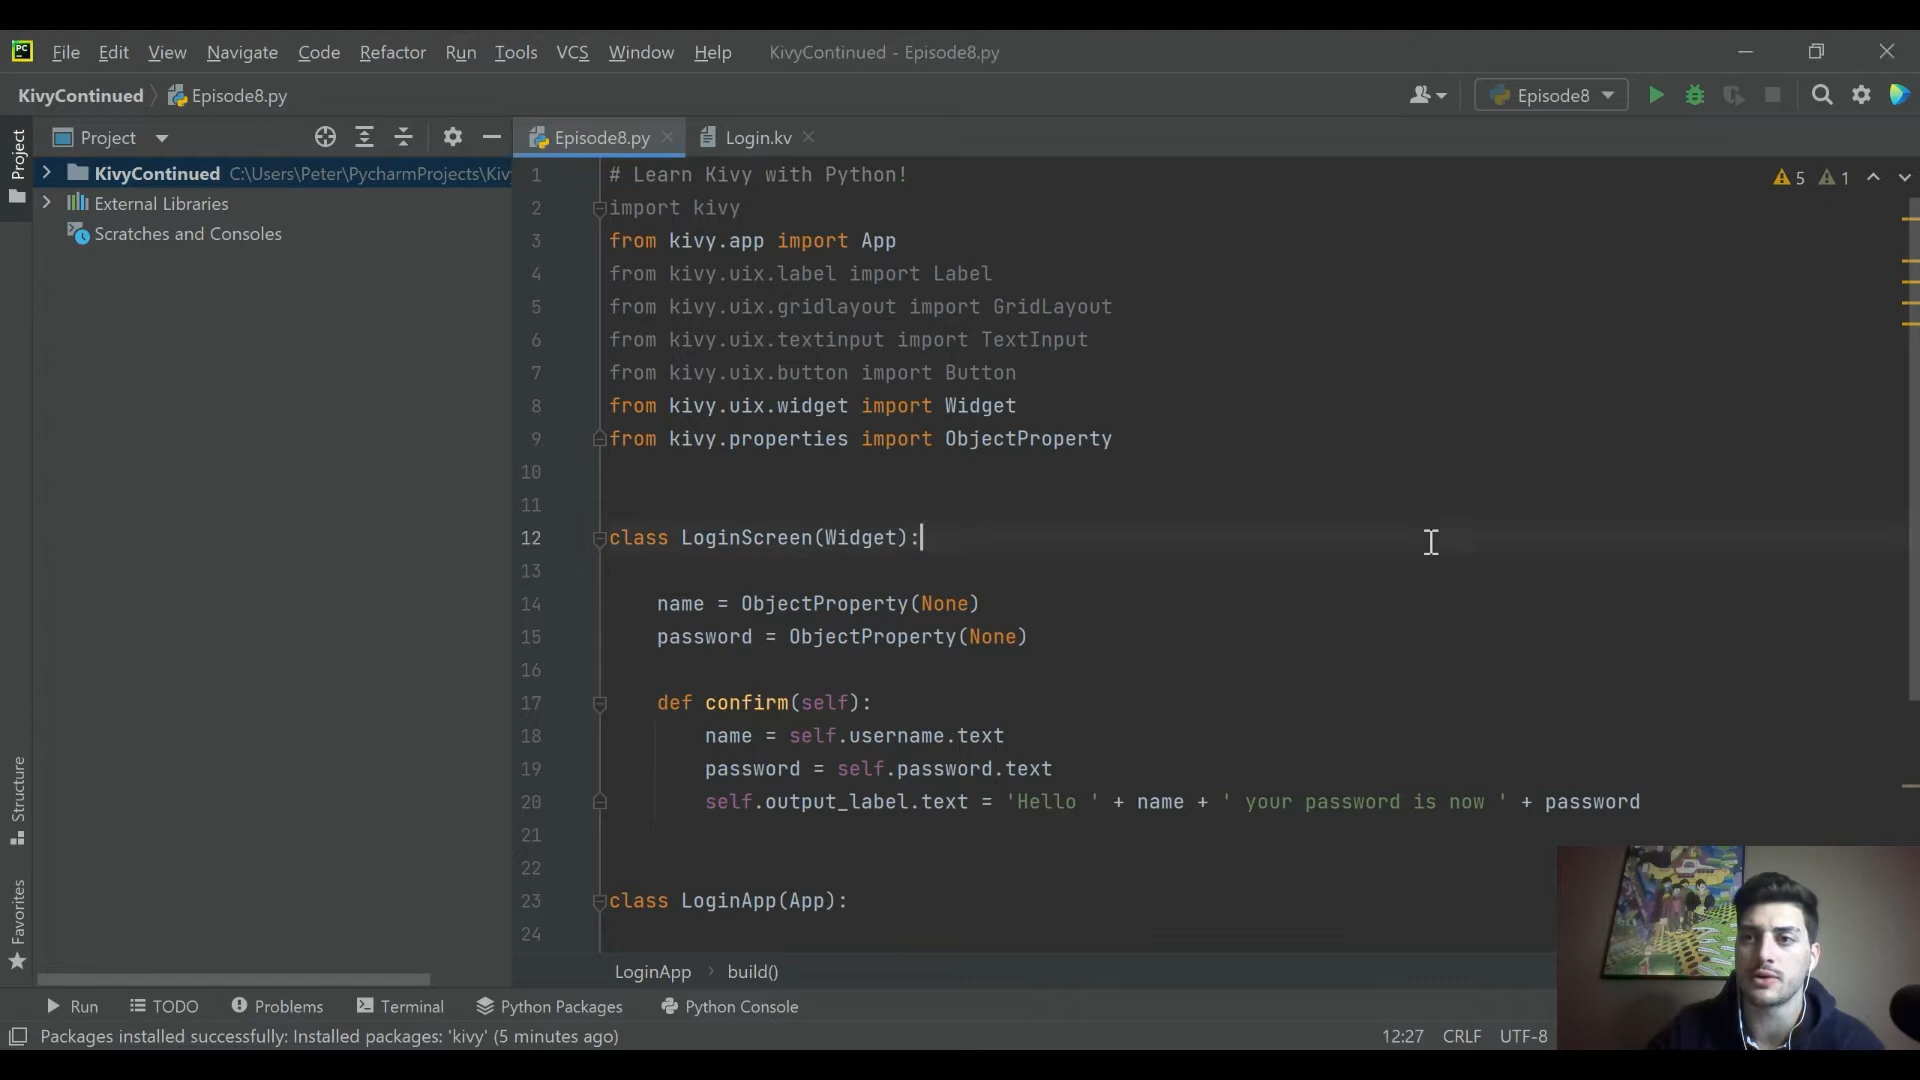 PC File Edit View Navigate Code Refactor Run Tools VCS Window Help KivyContinued - Episode8.py
KivyContinued Episode8.py Episode8
Project
Project Episode8.py Login.kv
KivyContinued C:\Users\Peter\PycharmProjects\Kiv
External Libraries
Scratches and Consoles
5 1
1 # Learn Kivy with Python!
2 import kivy
3 from kivy.app import App
4 from kivy.uix.label import Label
5 from kivy.uix.gridlayout import GridLayout
6 from kivy.uix.textinput import TextInput
7 from kivy.uix.button import Button
8 from kivy.uix.widget import Widget
9 from kivy.properties import ObjectProperty
10
11
12 class LoginScreen(Widget):
13
14 name = ObjectProperty(None)
15 password = ObjectProperty(None)
16
17 def confirm(self):
18 name = self.username.text
19 password = self.password.text
20 self.output_label.text = 'Hello ' + name + ' your password is now ' + password
21
22
23 class LoginApp(App):
24
Structure
Favorites
LoginApp build()
Run TODO Problems Terminal Python Packages Python Console
Packages installed successfully: Installed packages: 'kivy' (5 minutes ago) 12:27 CRLF UTF-8